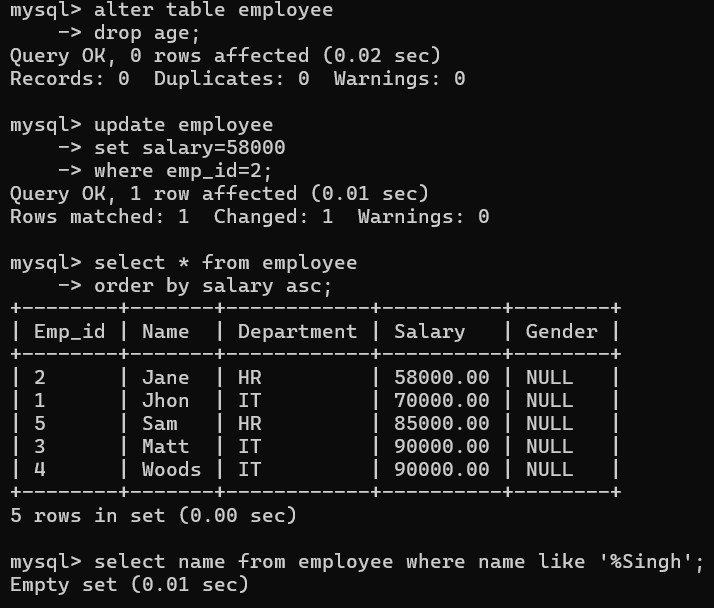 mysql> alter table employee
    -> drop age;
Query OK, 0 rows affected (0.02 sec)
Records: 0  Duplicates: 0  Warnings: 0

mysql> update employee
    -> set salary=58000
    -> where emp_id=2;
Query OK, 1 row affected (0.01 sec)
Rows matched: 1  Changed: 1  Warnings: 0

mysql> select * from employee
    -> order by salary asc;
+--------+-------+------------+----------+--------+
| Emp_id | Name  | Department | Salary   | Gender |
+--------+-------+------------+----------+--------+
| 2      | Jane  | HR         | 58000.00 | NULL   |
| 1      | Jhon  | IT         | 70000.00 | NULL   |
| 5      | Sam   | HR         | 85000.00 | NULL   |
| 3      | Matt  | IT         | 90000.00 | NULL   |
| 4      | Woods | IT         | 90000.00 | NULL   |
+--------+-------+------------+----------+--------+
5 rows in set (0.00 sec)

mysql> select name from employee where name like '%Singh';
Empty set (0.01 sec)